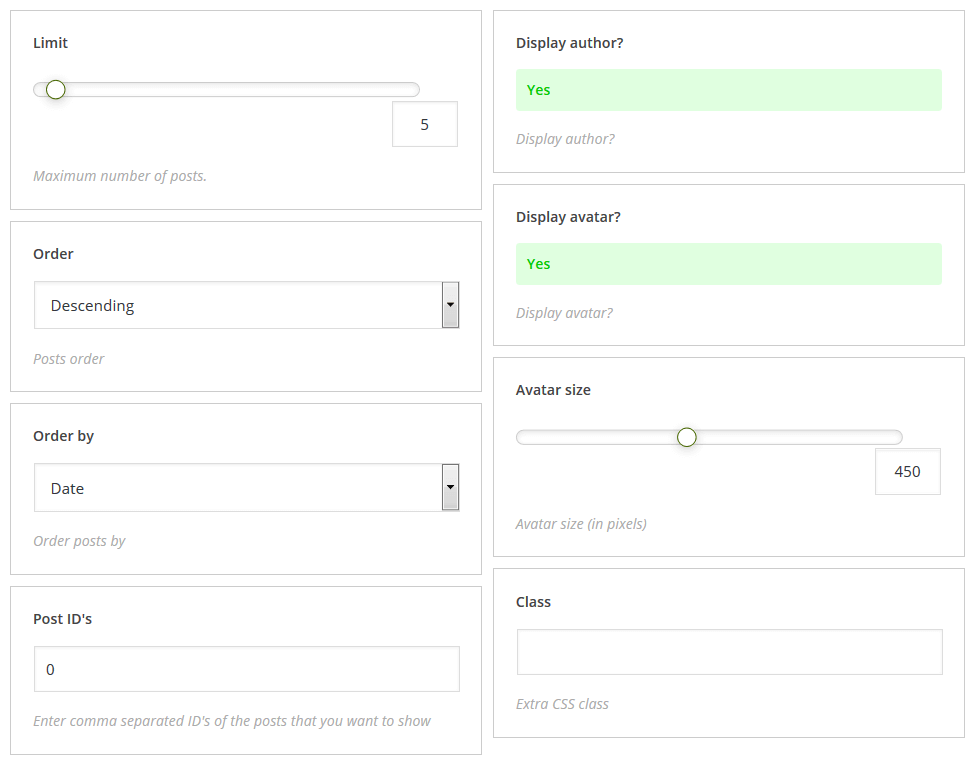 Limit
5
Maximum number of posts.
Order
Descending
Posts order
Order by
Date
Order posts by
Post ID's
0
Enter comma separated ID's of the posts that you want to show
Display author?
Yes
Display author?
Display avatar?
Yes
Display avatar?
Avatar size
450
Avatar size (in pixels)
Class
Extra CSS class